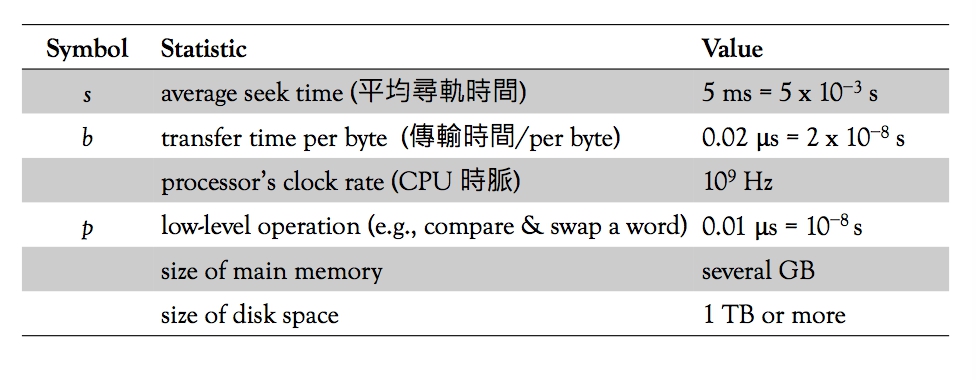 Symbol Statistic Value
s average seek time (平均尋軌時間) 5 ms = 5 x 10⁻³ s
b transfer time per byte (傳輸時間/per byte) 0.02 μs = 2 x 10⁻⁸ s
processor's clock rate (CPU 時脈) 10⁹ Hz
p low-level operation (e.g., compare & swap a word) 0.01 μs = 10⁻⁸ s
size of main memory several GB
size of disk space 1 TB or more